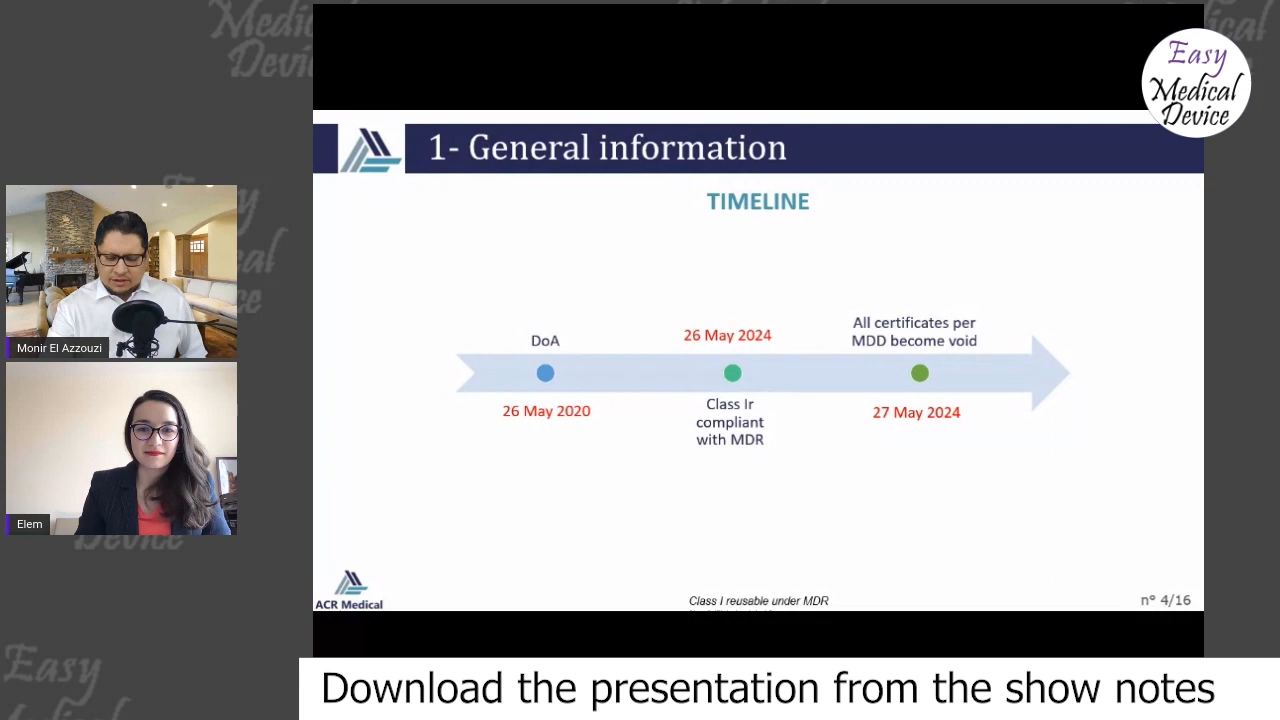 Easy
Medical
Device
1- General information
TIMELINE
DoA
26 May 2020
26 May 2024
Class Ir
compliant
with MDR
All certificates per
MDD become void
27 May 2024
Monir El Azzouzi
Elem
ACR Medical
Class I reusable under MDR
n° 4/16
Download the presentation from the show notes